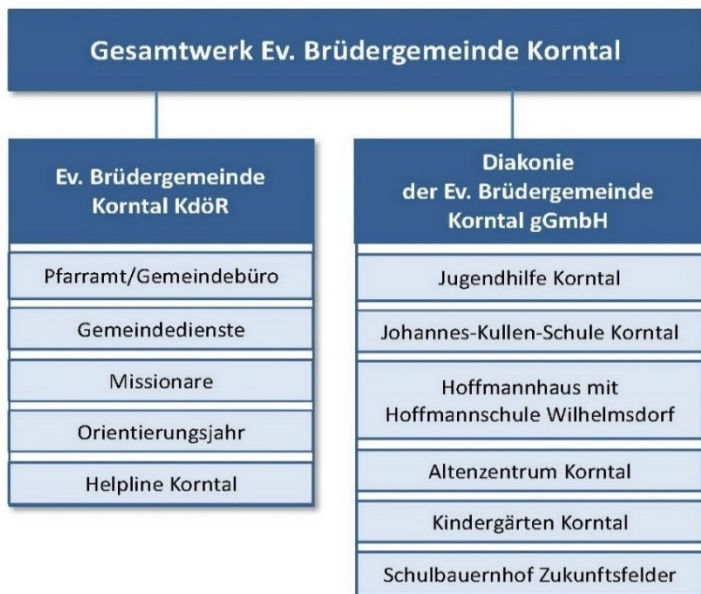 Gesamtwerk Ev. Brüdergemeinde Korntal
Ev. Brüdergemeinde
Korntal KdöR
Pfarramt/Gemeindebüro
Gemeindedienste
Missionare
Orientierungsjahr
Helpline Korntal
Diakonie
der Ev. Brüdergemeinde
Korntal gGmbH
Jugendhilfe Korntal
Johannes-Kullen-Schule Korntal
Hoffmannhaus mit
Hoffmannschule Wilhelmsdorf
Altenzentrum Korntal
Kindergärten Korntal
Schulbauernhof Zukunftsfelder